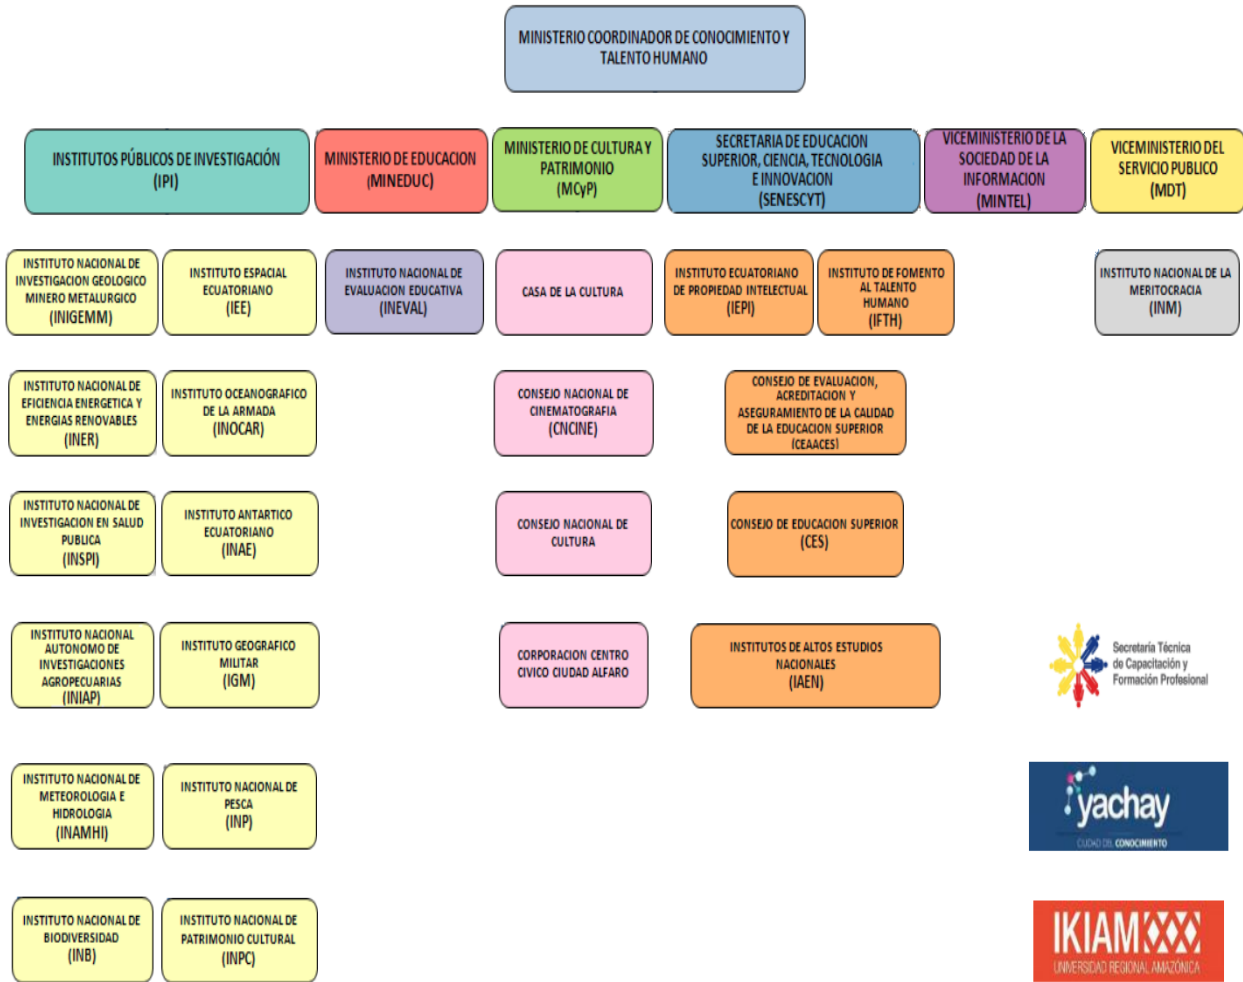 MINISTERIO COORDINADOR DE CONOCIMIENTO Y
TALENTO HUMANO
INSTITUTOS PÚBLICOS DE INVESTIGACIÓN
(IPI)
MINISTERIO DE EDUCACION
(MINEDUC)
MINISTERIO DE CULTURA Y
PATRIMONIO
(MCyP)
SECRETARIA DE EDUCACION
SUPERIOR, CIENCIA, TECNOLOGIA
E INNOVACION
(SENESCYT)
VICEMINISTERIO DE LA
SOCIEDAD DE LA
INFORMACION
(MINTEL)
VICEMINISTERIO DEL
SERVICIO PUBLICO
(MDT)
INSTITUTO NACIONAL DE
INVESTIGACION GEOLOGICO
MINERO METALURGICO
(INIGEMM)
INSTITUTO ESPACIAL
ECUATORIANO
(IEE)
INSTITUTO NACIONAL DE
EVALUACION EDUCATIVA
(INEVAL)
CASA DE LA CULTURA
INSTITUTO ECUATORIANO
DE PROPIEDAD INTELECTUAL
(IEPI)
INSTITUTO DE FOMENTO
AL TALENTO
HUMANO
(IFTH)
INSTITUTO NACIONAL DE LA
MERITOCRACIA
(INM)
INSTITUTO NACIONAL DE
EFICIENCIA ENERGETICA Y
ENERGIAS RENOVABLES
(INER)
INSTITUTO OCEANOGRAFICO
DE LA ARMADA
(INOCAR)
CONSEJO NACIONAL DE
CINEMATOGRAFIA
(CNCINE)
CONSEJO DE EVALUACION,
ACREDITACION Y
ASEGURAMIENTO DE LA CALIDAD
DE LA EDUCACION SUPERIOR
(CEAACES)
INSTITUTO NACIONAL DE
INVESTIGACION EN SALUD
PUBLICA
(INSPI)
INSTITUTO ANTARTICO
ECUATORIANO
(INAE)
CONSEJO NACIONAL DE
CULTURA
CONSEJO DE EDUCACION SUPERIOR
(CES)
INSTITUTO NACIONAL
AUTONOMO DE
INVESTIGACIONES
AGROPECUARIAS
(INIAP)
INSTITUTO GEOGRAFICO
MILITAR
(IGM)
CORPORACION CENTRO
CIVICO CIUDAD ALFARO
INSTITUTOS DE ALTOS ESTUDIOS
NACIONALES
(IAEN)
Secretaría Técnica
de Capacitación y
Formación Profesional
INSTITUTO NACIONAL DE
METEOROLOGIA E
HIDROLOGIA
(INAMHI)
INSTITUTO NACIONAL DE
PESCA
(INP)
yachay
CIUDAD DEL CONOCIMIENTO
INSTITUTO NACIONAL DE
BIODIVERSIDAD
(INB)
INSTITUTO NACIONAL DE
PATRIMONIO CULTURAL
(INPC)
IKIAM
UNIVERSIDAD REGIONAL AMAZÓNICA